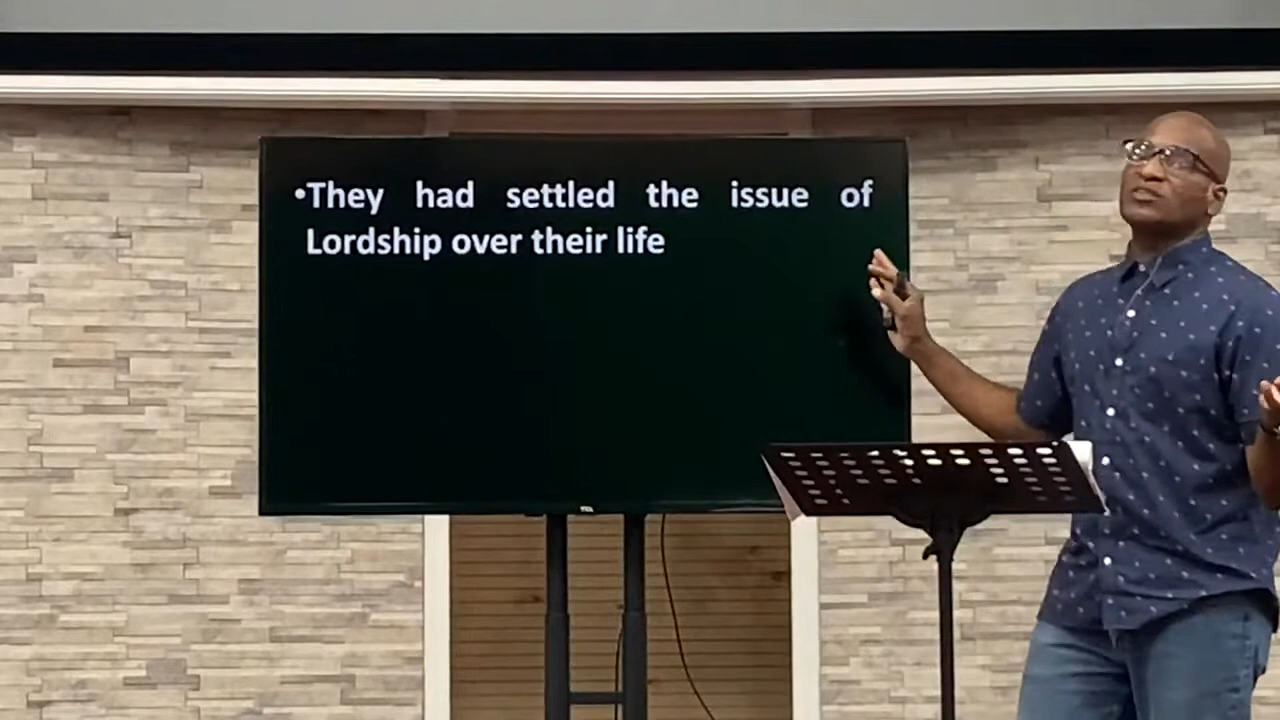 •They had settled the issue of
Lordship over their life